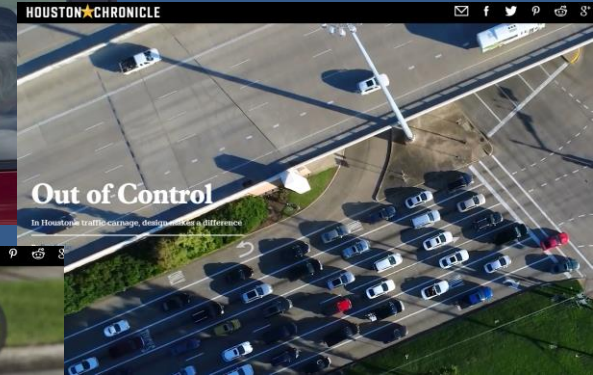 HOUSTON★CHRONICLE
Out of Control
In Houston's traffic carnage, design makes a difference